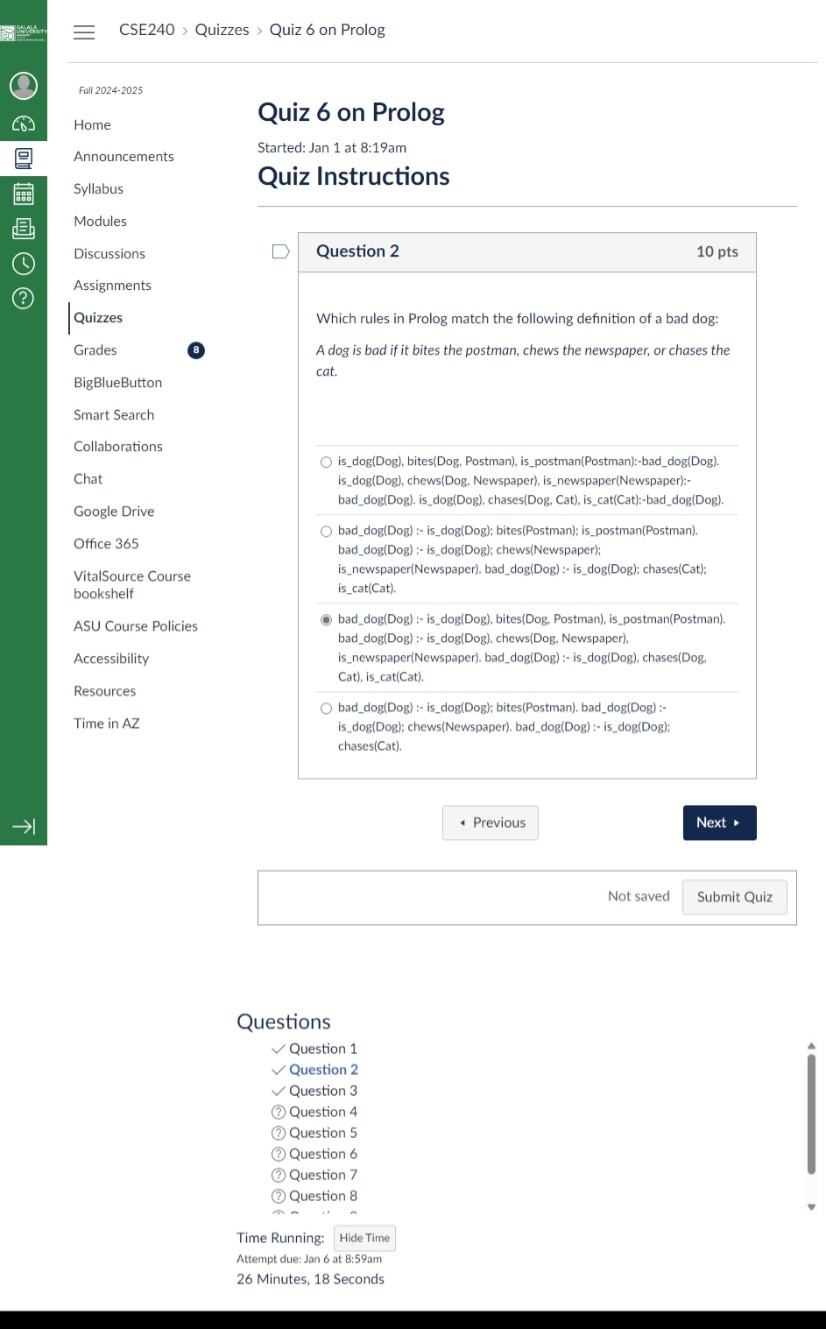 GALALA
UNIVERSITY
CSE240 › Quizzes › Quiz 6 on Prolog
Fall 2024-2025
Home
Announcements
Syllabus
Modules
Discussions
Assignments
Quizzes
Grades 8
BigBlueButton
Smart Search
Collaborations
Chat
Google Drive
Office 365
VitalSource Course
bookshelf
ASU Course Policies
Accessibility
Resources
Time in AZ
Quiz 6 on Prolog
Started: Jan 1 at 8:19am
Quiz Instructions
Question 2 10 pts
Which rules in Prolog match the following definition of a bad dog:
A dog is bad if it bites the postman, chews the newspaper, or chases the
cat.
is_dog(Dog), bites(Dog, Postman), is_postman(Postman):-bad_dog(Dog).
is_dog(Dog), chews(Dog, Newspaper), is_newspaper(Newspaper):-
bad_dog(Dog). is_dog(Dog), chases(Dog, Cat), is_cat(Cat):-bad_dog(Dog).
bad_dog(Dog) :- is_dog(Dog); bites(Postman); is_postman(Postman).
bad_dog(Dog) :- is_dog(Dog); chews(Newspaper);
is_newspaper(Newspaper). bad_dog(Dog) :- is_dog(Dog); chases(Cat);
is_cat(Cat).
bad_dog(Dog) :- is_dog(Dog), bites(Dog, Postman), is_postman(Postman).
bad_dog(Dog) :- is_dog(Dog), chews(Dog, Newspaper),
is_newspaper(Newspaper). bad_dog(Dog) :- is_dog(Dog), chases(Dog,
Cat), is_cat(Cat).
bad_dog(Dog) :- is_dog(Dog); bites(Postman). bad_dog(Dog) :-
is_dog(Dog); chews(Newspaper). bad_dog(Dog) :- is_dog(Dog);
chases(Cat).
Previous
Next
Not saved Submit Quiz
Questions
Question 1
Question 2
Question 3
Question 4
Question 5
Question 6
Question 7
Question 8
Time Running: Hide Time
Attempt due: Jan 6 at 8:59am
26 Minutes, 18 Seconds